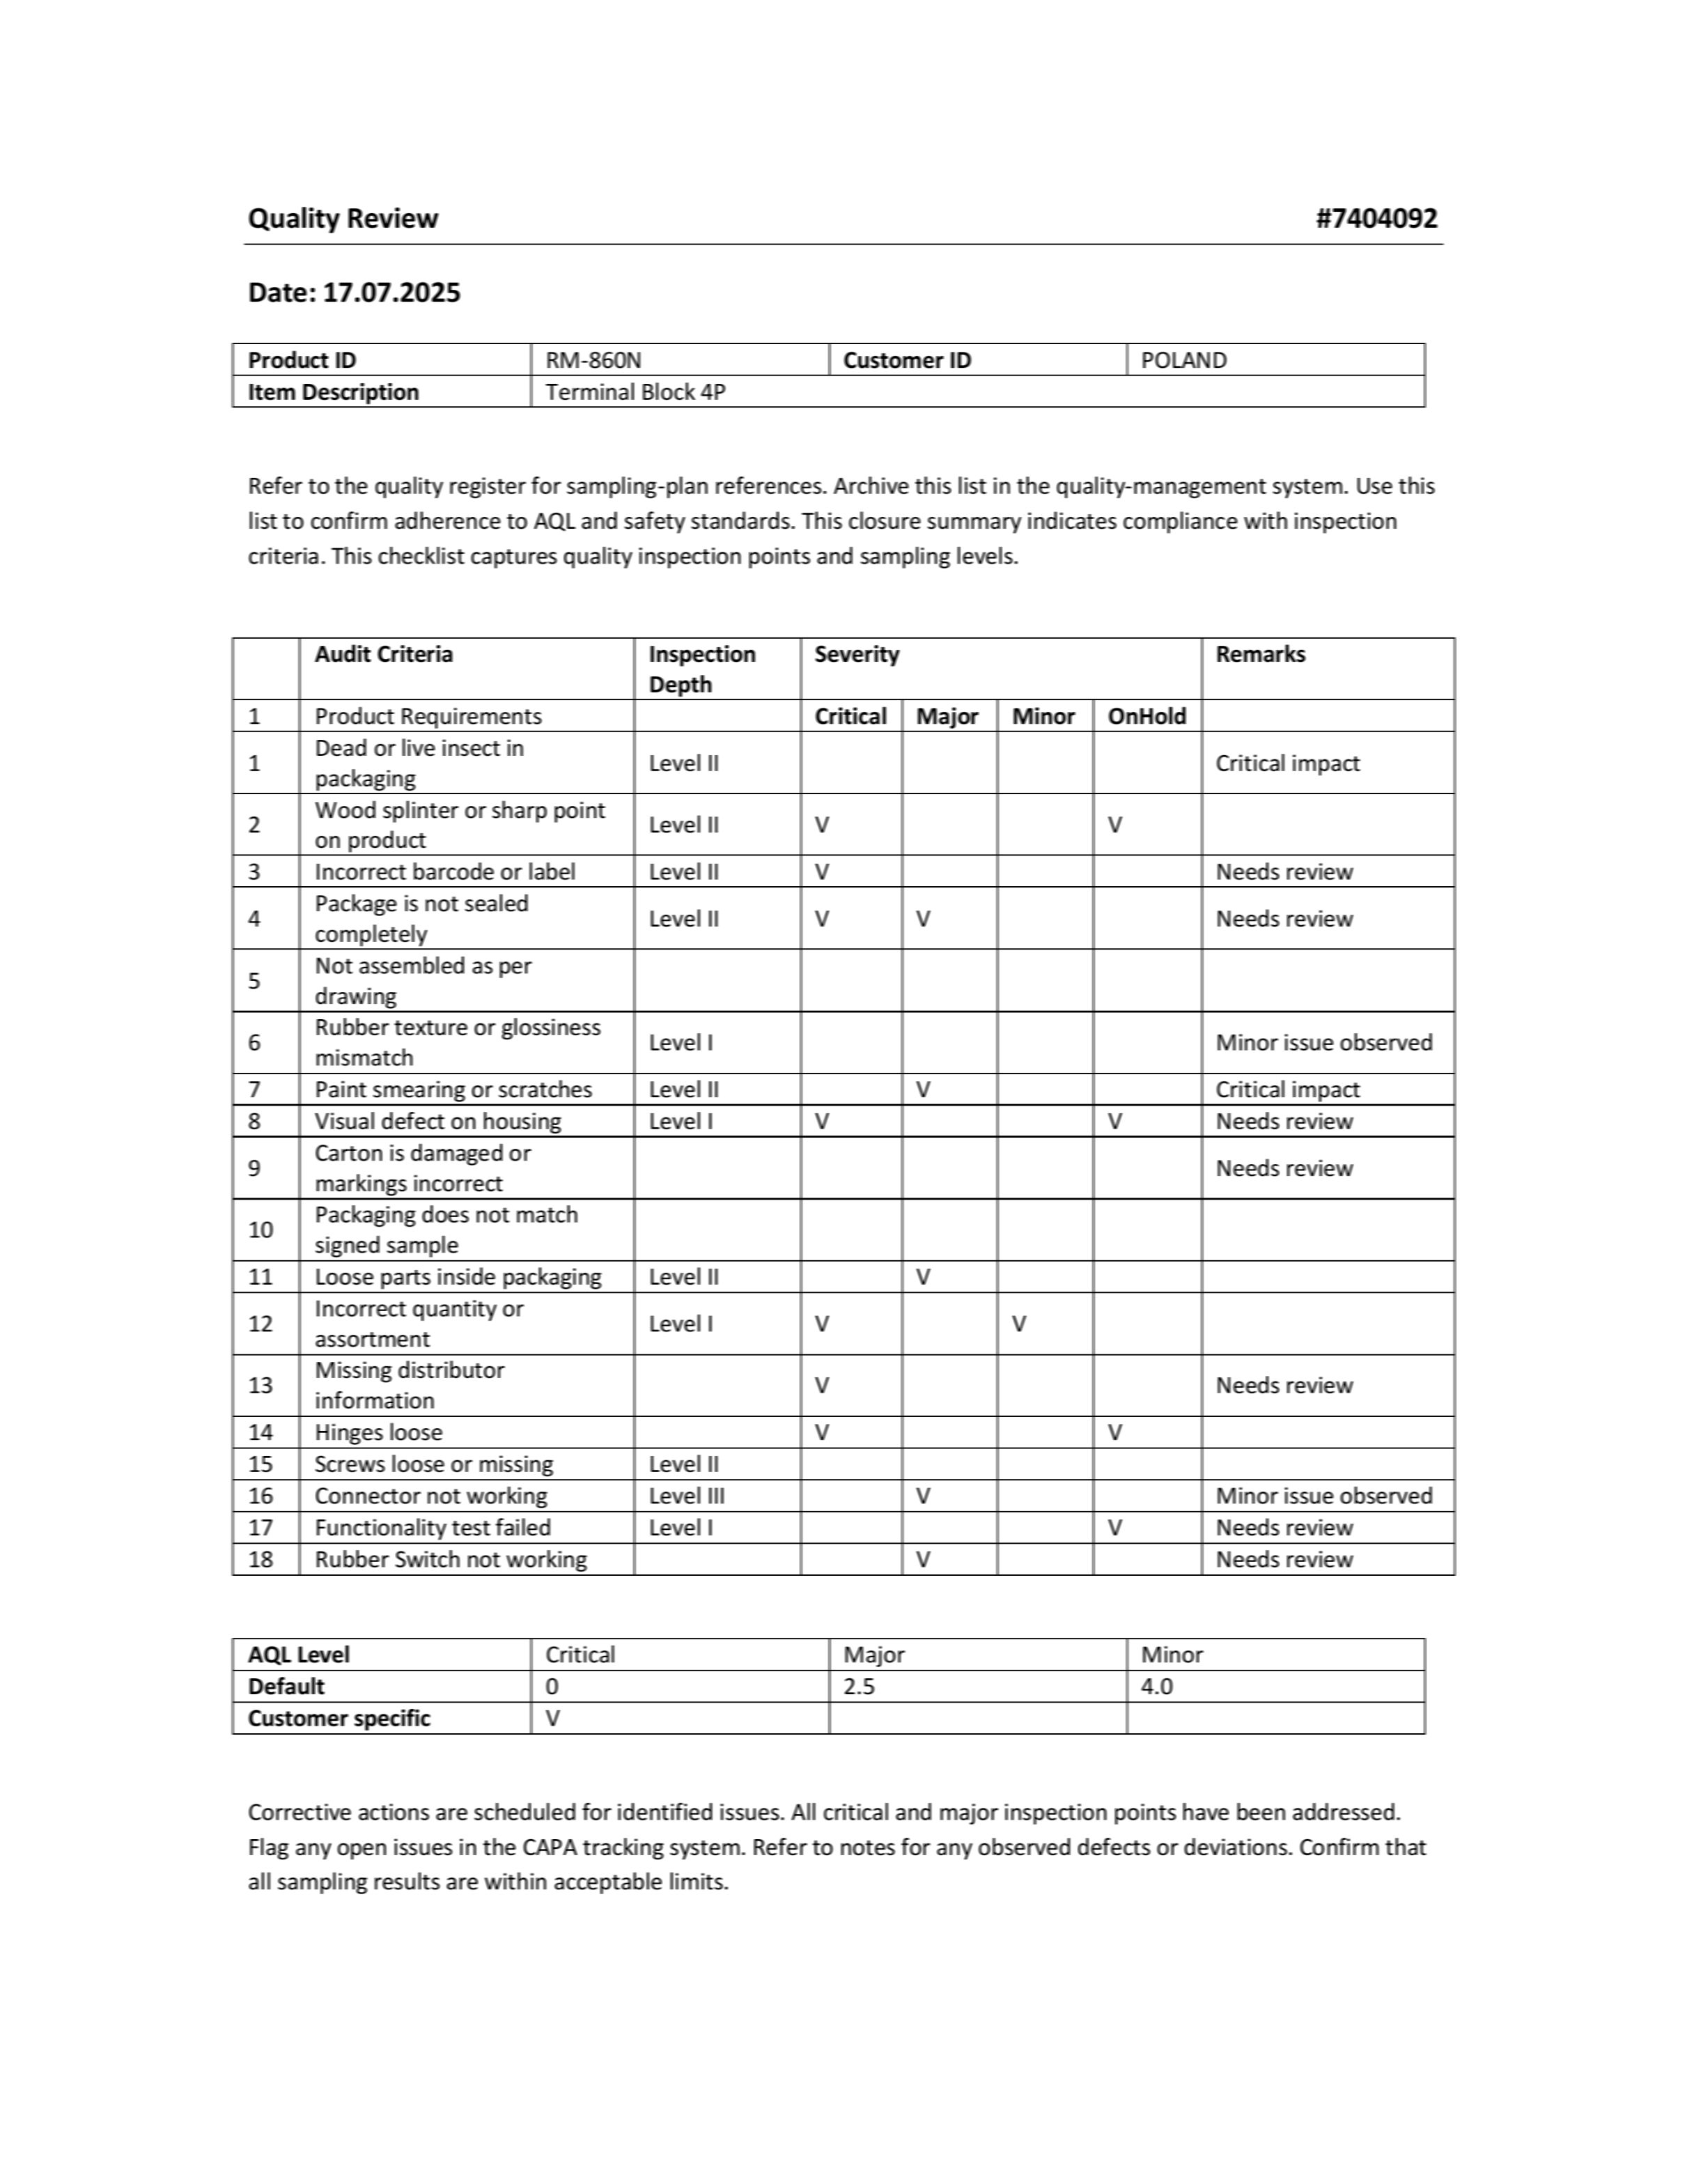 Quality Review #7404092
Date: 17.07.2025
Product ID RM-860N Customer ID POLAND
Item Description Terminal Block 4P
Refer to the quality register for sampling-plan references. Archive this list in the quality-management system. Use this
list to confirm adherence to AQL and safety standards. This closure summary indicates compliance with inspection
criteria. This checklist captures quality inspection points and sampling levels.
Audit Criteria Inspection Depth Severity Remarks
1 Product Requirements Critical Major Minor OnHold
1 Dead or live insect in packaging Level II Critical impact
2 Wood splinter or sharp point on product Level II V V
3 Incorrect barcode or label Level II V Needs review
4 Package is not sealed completely Level II V V Needs review
5 Not assembled as per drawing
6 Rubber texture or glossiness mismatch Level I Minor issue observed
7 Paint smearing or scratches Level II V Critical impact
8 Visual defect on housing Level I V V Needs review
9 Carton is damaged or markings incorrect Needs review
10 Packaging does not match signed sample
11 Loose parts inside packaging Level II V
12 Incorrect quantity or assortment Level I V V
13 Missing distributor information V Needs review
14 Hinges loose V V
15 Screws loose or missing Level II
16 Connector not working Level III V Minor issue observed
17 Functionality test failed Level I V Needs review
18 Rubber Switch not working V Needs review
AQL Level Critical Major Minor
Default 0 2.5 4.0
Customer specific V
Corrective actions are scheduled for identified issues. All critical and major inspection points have been addressed.
Flag any open issues in the CAPA tracking system. Refer to notes for any observed defects or deviations. Confirm that
all sampling results are within acceptable limits.